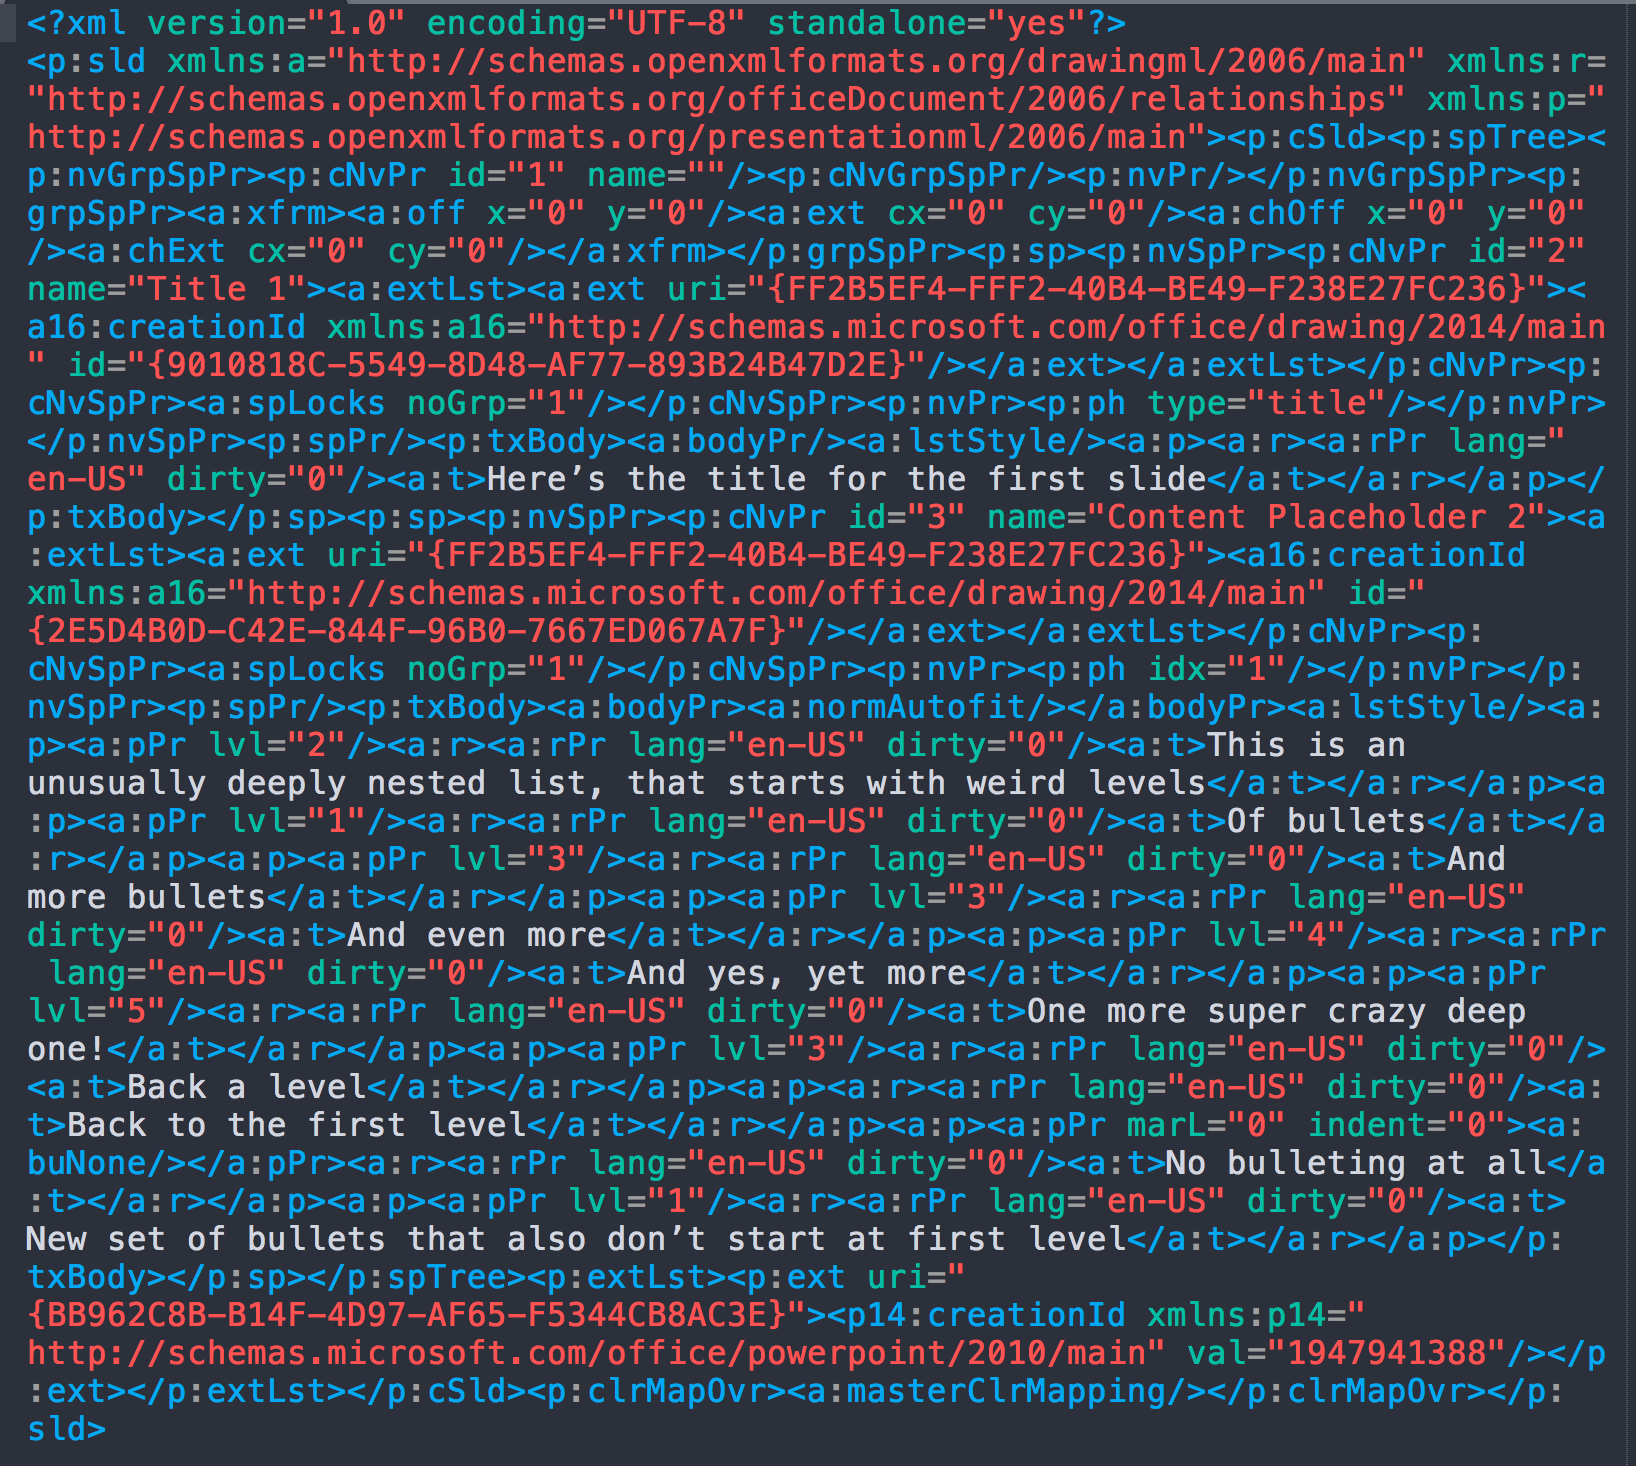 <?xml version="1.0" encoding="UTF-8" standalone="yes"?>
<p:sld xmlns:a="http://schemas.openxmlformats.org/drawingml/2006/main" xmlns:r=
"http://schemas.openxmlformats.org/officeDocument/2006/relationships" xmlns:p="
http://schemas.openxmlformats.org/presentationml/2006/main"><p:cSld><p:spTree><
p:nvGrpSpPr><p:cNvPr id="1" name=""/><p:cNvGrpSpPr/><p:nvPr/></p:nvGrpSpPr><p:
grpSpPr><a:xfrm><a:off x="0" y="0"/><a:ext cx="0" cy="0"/><a:chOff x="0" y="0"
/><a:chExt cx="0" cy="0"/></a:xfrm></p:grpSpPr><p:sp><p:nvSpPr><p:cNvPr id="2"
name="Title 1"><a:extLst><a:ext uri="{FF2B5EF4-FFF2-40B4-BE49-F238E27FC236}"><
a16:creationId xmlns:a16="http://schemas.microsoft.com/office/drawing/2014/main
" id="{9010818C-5549-8D48-AF77-893B24B47D2E}"/></a:ext></a:extLst></p:cNvPr><p:
cNvSpPr><a:spLocks noGrp="1"/></p:cNvSpPr><p:nvPr><p:ph type="title"/></p:nvPr>
</p:nvSpPr><p:spPr/><p:txBody><a:bodyPr/><a:lstStyle/><a:p><a:r><a:rPr lang="
en-US" dirty="0"/><a:t>Here’s the title for the first slide</a:t></a:r></a:p></
p:txBody></p:sp><p:sp><p:nvSpPr><p:cNvPr id="3" name="Content Placeholder 2"><a
:extLst><a:ext uri="{FF2B5EF4-FFF2-40B4-BE49-F238E27FC236}"><a16:creationId
xmlns:a16="http://schemas.microsoft.com/office/drawing/2014/main" id="
{2E5D4B0D-C42E-844F-96B0-7667ED067A7F}"/></a:ext></a:extLst></p:cNvPr><p:
cNvSpPr><a:spLocks noGrp="1"/></p:cNvSpPr><p:nvPr><p:ph idx="1"/></p:nvPr></p:
nvSpPr><p:spPr/><p:txBody><a:bodyPr><a:normAutofit/></a:bodyPr><a:lstStyle/><a:
p><a:pPr lvl="2"/><a:r><a:rPr lang="en-US" dirty="0"/><a:t>This is an
unusually deeply nested list, that starts with weird levels</a:t></a:r></a:p><a
:p><a:pPr lvl="1"/><a:r><a:rPr lang="en-US" dirty="0"/><a:t>Of bullets</a:t></a
:r></a:p><a:p><a:pPr lvl="3"/><a:r><a:rPr lang="en-US" dirty="0"/><a:t>And
more bullets</a:t></a:r></a:p><a:p><a:pPr lvl="3"/><a:r><a:rPr lang="en-US"
dirty="0"/><a:t>And even more</a:t></a:r></a:p><a:p><a:pPr lvl="4"/><a:r><a:rPr
 lang="en-US" dirty="0"/><a:t>And yes, yet more</a:t></a:r></a:p><a:p><a:pPr
lvl="5"/><a:r><a:rPr lang="en-US" dirty="0"/><a:t>One more super crazy deep
one!</a:t></a:r></a:p><a:p><a:pPr lvl="3"/><a:r><a:rPr lang="en-US" dirty="0"/>
<a:t>Back a level</a:t></a:r></a:p><a:p><a:r><a:rPr lang="en-US" dirty="0"/><a:
t>Back to the first level</a:t></a:r></a:p><a:p><a:pPr marL="0" indent="0"><a:
buNone/></a:pPr><a:r><a:rPr lang="en-US" dirty="0"/><a:t>No bulleting at all</a
:t></a:r></a:p><a:p><a:pPr lvl="1"/><a:r><a:rPr lang="en-US" dirty="0"/><a:t>
New set of bullets that also don’t start at first level</a:t></a:r></a:p></p:
txBody></p:sp></p:spTree><p:extLst><p:ext uri="
{BB962C8B-B14F-4D97-AF65-F5344CB8AC3E}"><p14:creationId xmlns:p14="
http://schemas.microsoft.com/office/powerpoint/2010/main" val="1947941388"/></p
:ext></p:extLst></p:cSld><p:clrMapOvr><a:masterClrMapping/></p:clrMapOvr></p:
sld>